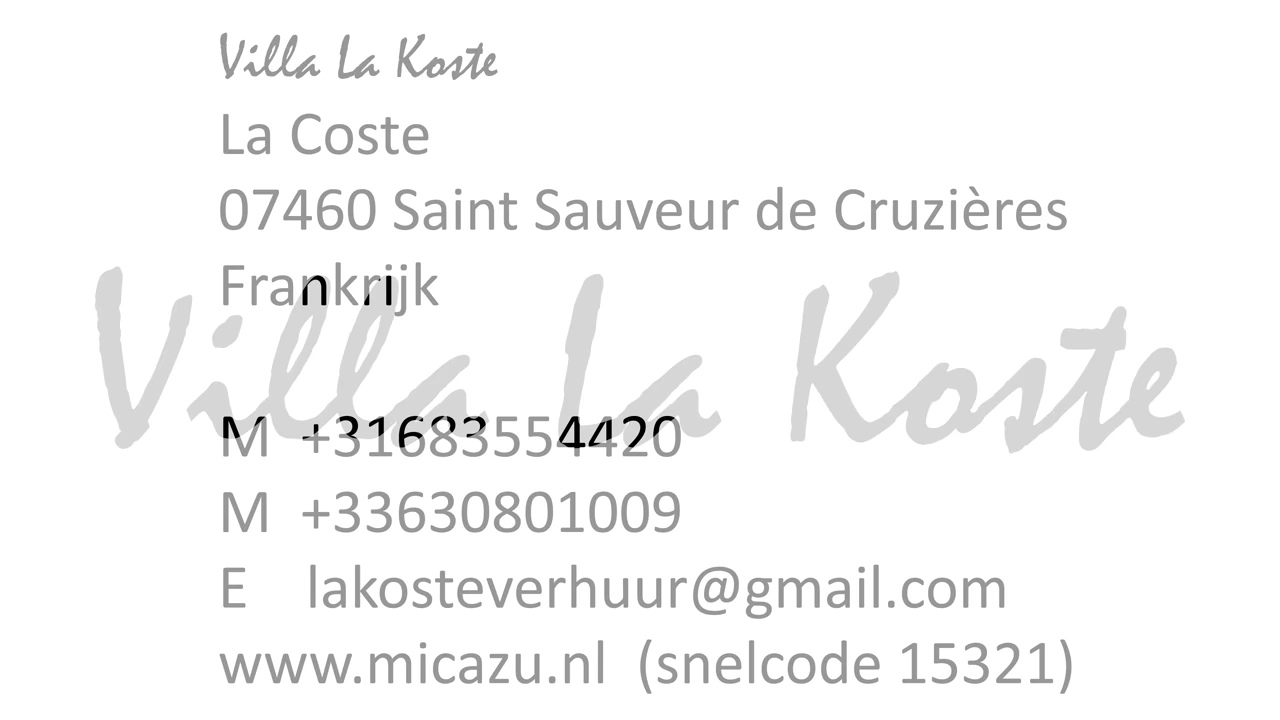 Villa La Koste
La Coste
07460 Saint Sauveur de Cruzières
Frankrijk
Villa La Koste
M +31683554420
M +33630801009
E lakosteverhuur@gmail.com
www.micazu.nl (snelcode 15321)